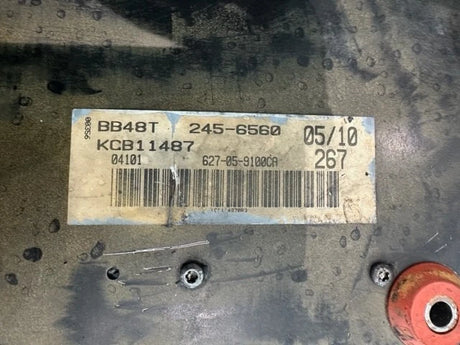 BB48T 245-6560 05/10
KCB11487 267
04101 627-05-9100CA